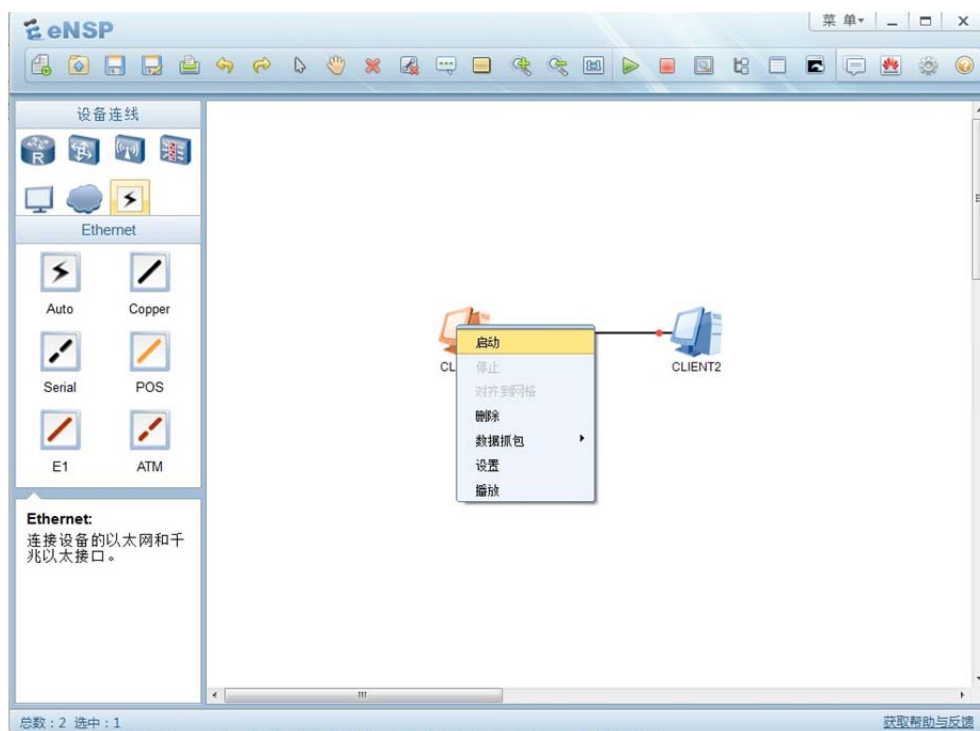 eNSP
菜 单
设备连线
R
Ethernet
Auto
Copper
Serial
POS
E1
ATM
Ethernet:
连接设备的以太网和千
兆以太接口。
CL
CLIENT2
启动
停止
对齐到网格
删除
数据抓包
设置
播放
总数：2 选中：1
获取帮助与反馈